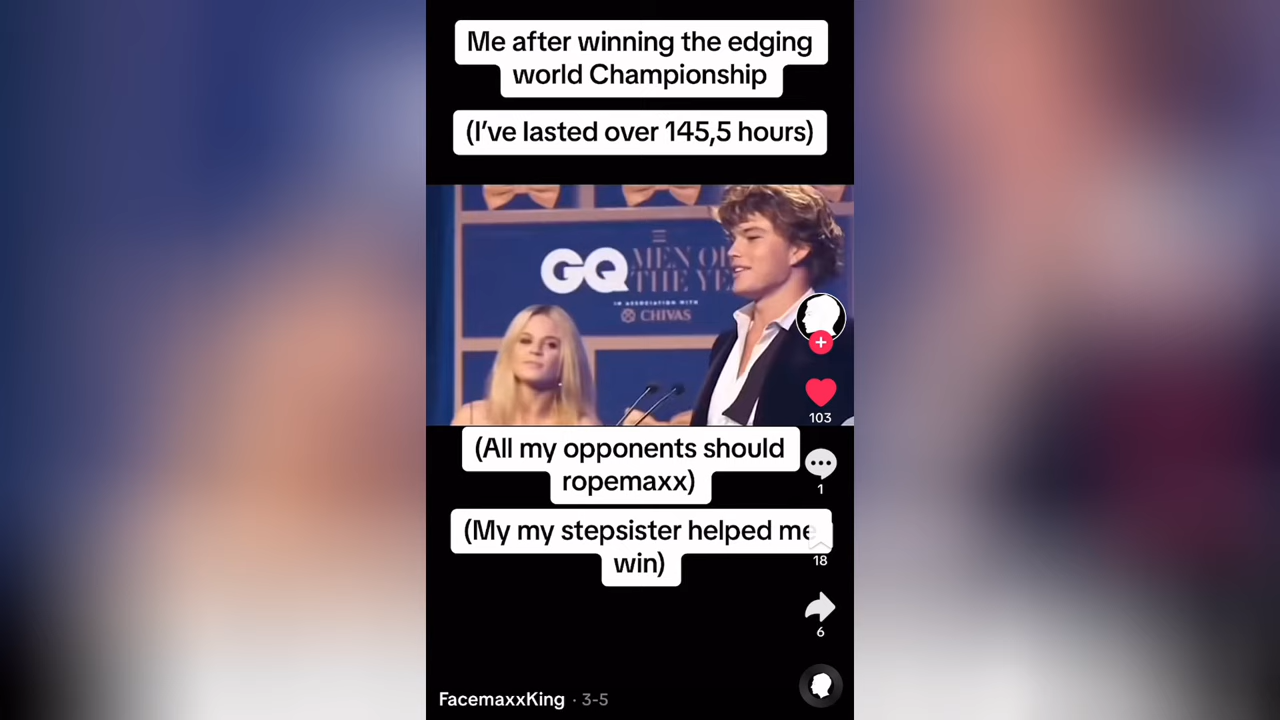 Me after winning the edging
world Championship
(I've lasted over 145,5 hours)
GQ
MEN OF
THE YE
IN ASSOCIATION WITH
CHIVAS
103
(All my opponents should
ropemaxx)
1
(My my stepsister helped me
win)
18
6
FacemaxxKing · 3-5